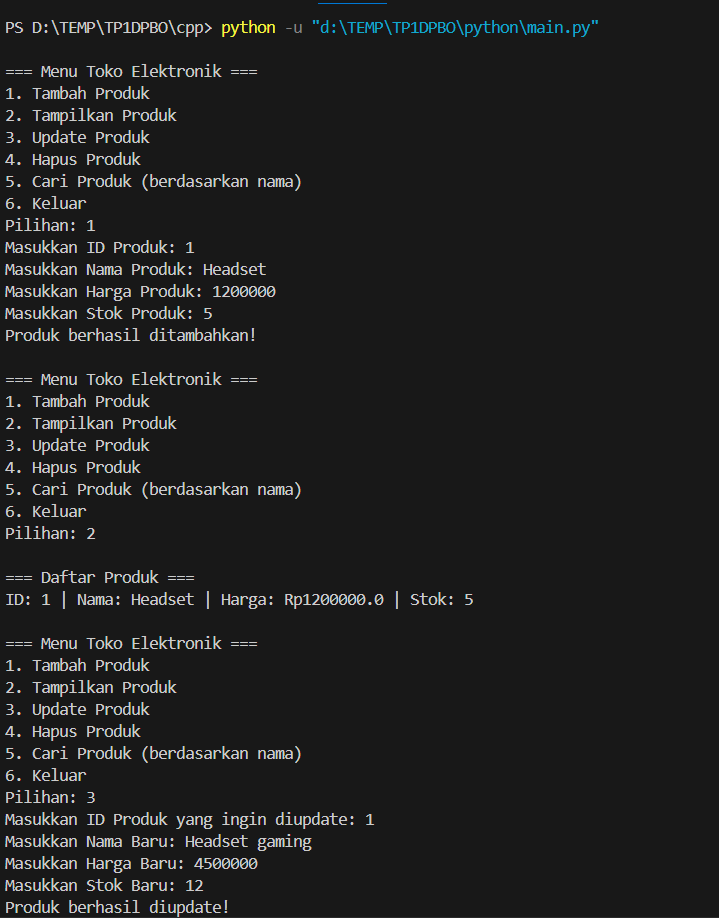 PS D:\TEMP\TP1DPBO\cpp> python -u "d:\TEMP\TP1DPBO\python\main.py"
=== Menu Toko Elektronik ===
1. Tambah Produk
2. Tampilkan Produk
3. Update Produk
4. Hapus Produk
5. Cari Produk (berdasarkan nama)
6. Keluar
Pilihan: 1
Masukkan ID Produk: 1
Masukkan Nama Produk: Headset
Masukkan Harga Produk: 1200000
Masukkan Stok Produk: 5
Produk berhasil ditambahkan!
=== Menu Toko Elektronik ===
1. Tambah Produk
2. Tampilkan Produk
3. Update Produk
4. Hapus Produk
5. Cari Produk (berdasarkan nama)
6. Keluar
Pilihan: 2
=== Daftar Produk ===
ID: 1 | Nama: Headset | Harga: Rp1200000.0 | Stok: 5
=== Menu Toko Elektronik ===
1. Tambah Produk
2. Tampilkan Produk
3. Update Produk
4. Hapus Produk
5. Cari Produk (berdasarkan nama)
6. Keluar
Pilihan: 3
Masukkan ID Produk yang ingin diupdate: 1
Masukkan Nama Baru: Headset gaming
Masukkan Harga Baru: 4500000
Masukkan Stok Baru: 12
Produk berhasil diupdate!